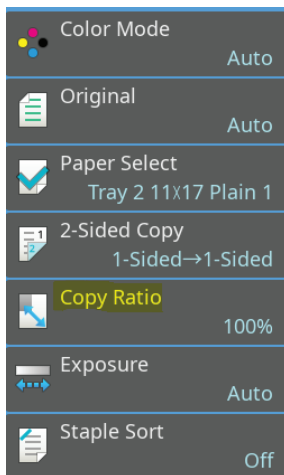 Color Mode
Auto
Original
Auto
Paper Select
Tray 2 11X17 Plain 1
2-Sided Copy
1-Sided→1-Sided
Copy Ratio
100%
Exposure
Auto
Staple Sort
Off